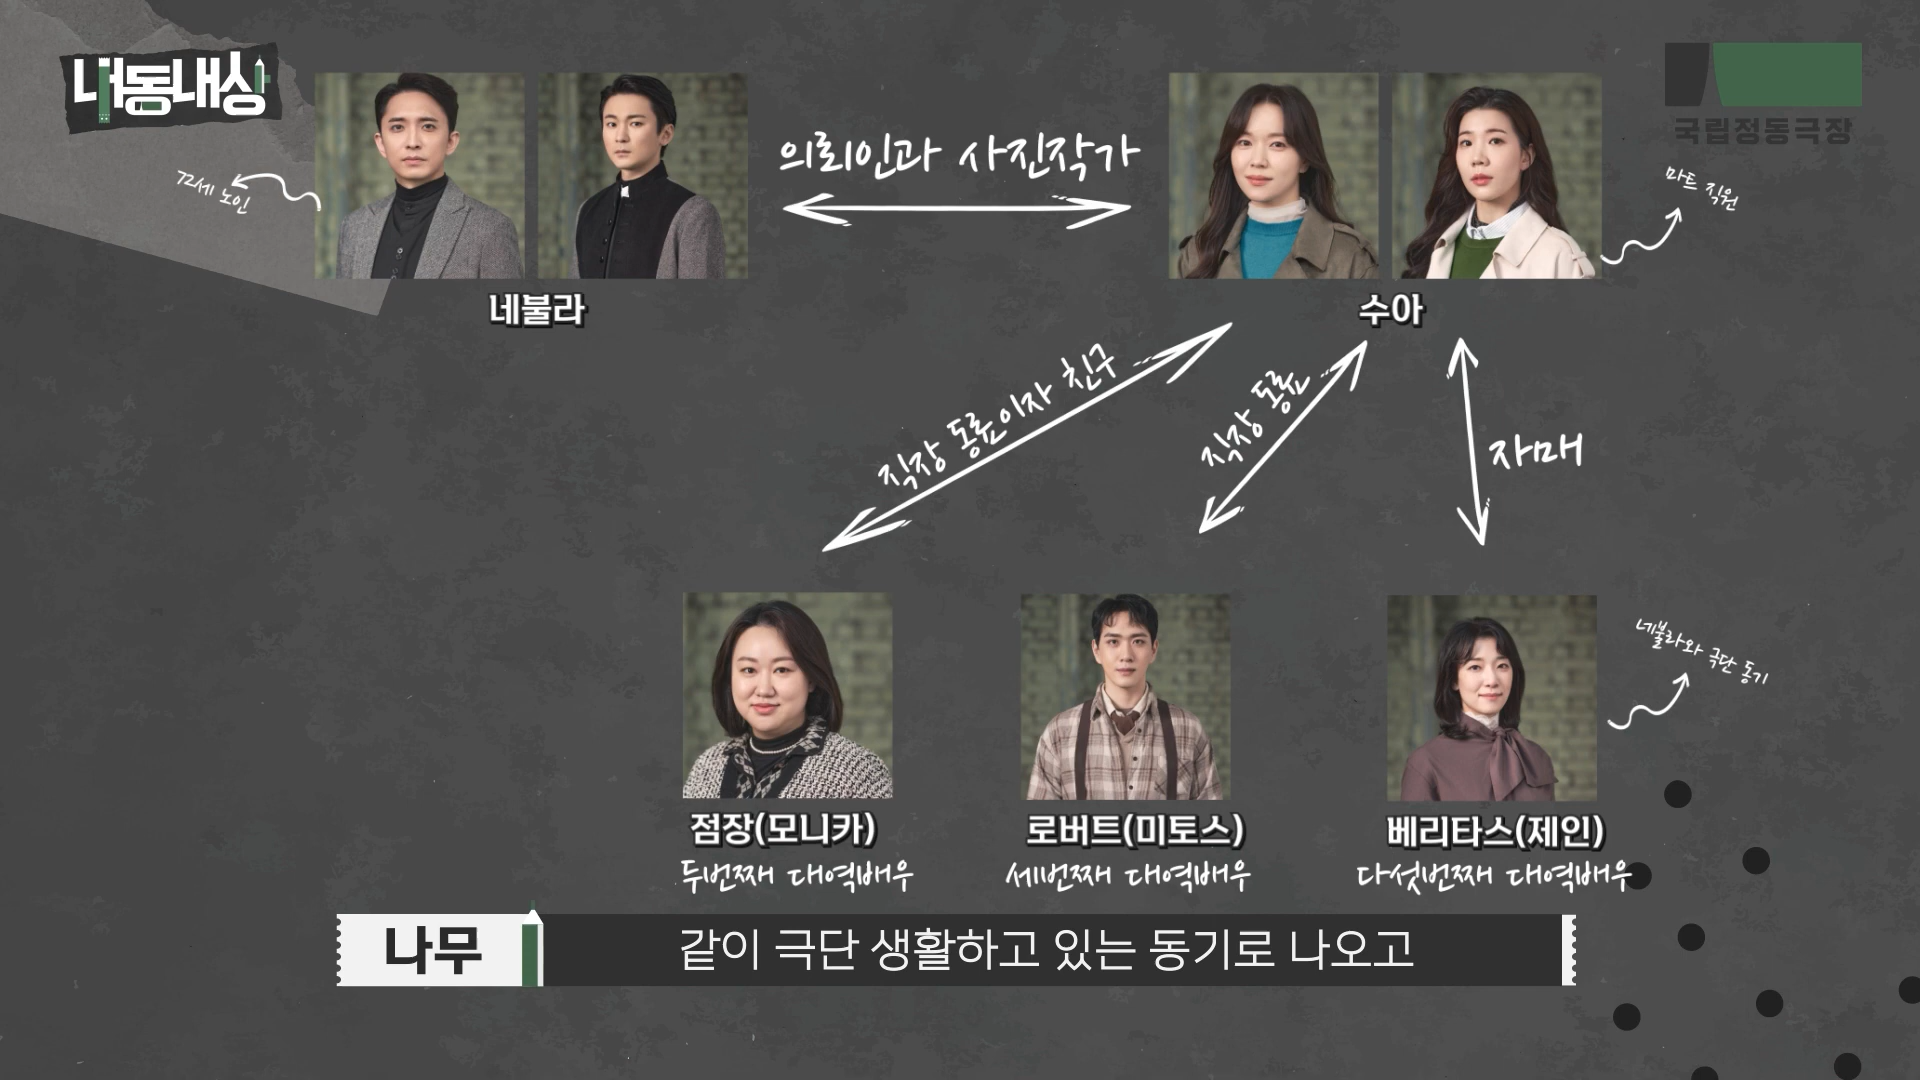 내동내상
국립정동극장
72세 노인
의뢰인과 사진작가
마트 직원
네불라
수아
직장 동료이자 친구
직장 동료
자매
네불라와 극단 동기
점장(모니카)
두번째 대역배우
로버트(미토스)
세번째 대역배우
베리타스(제인)
다섯번째 대역배우
나무
같이 극단 생활하고 있는 동기로 나오고